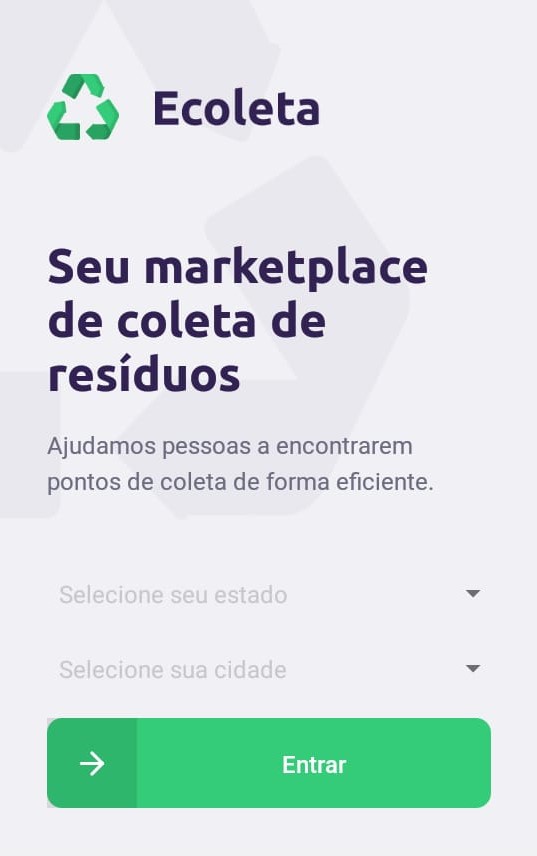 Ecoleta
Seu marketplace
de coleta de
resíduos
Ajudamos pessoas a encontrarem
pontos de coleta de forma eficiente.
Selecione seu estado
Selecione sua cidade
Entrar